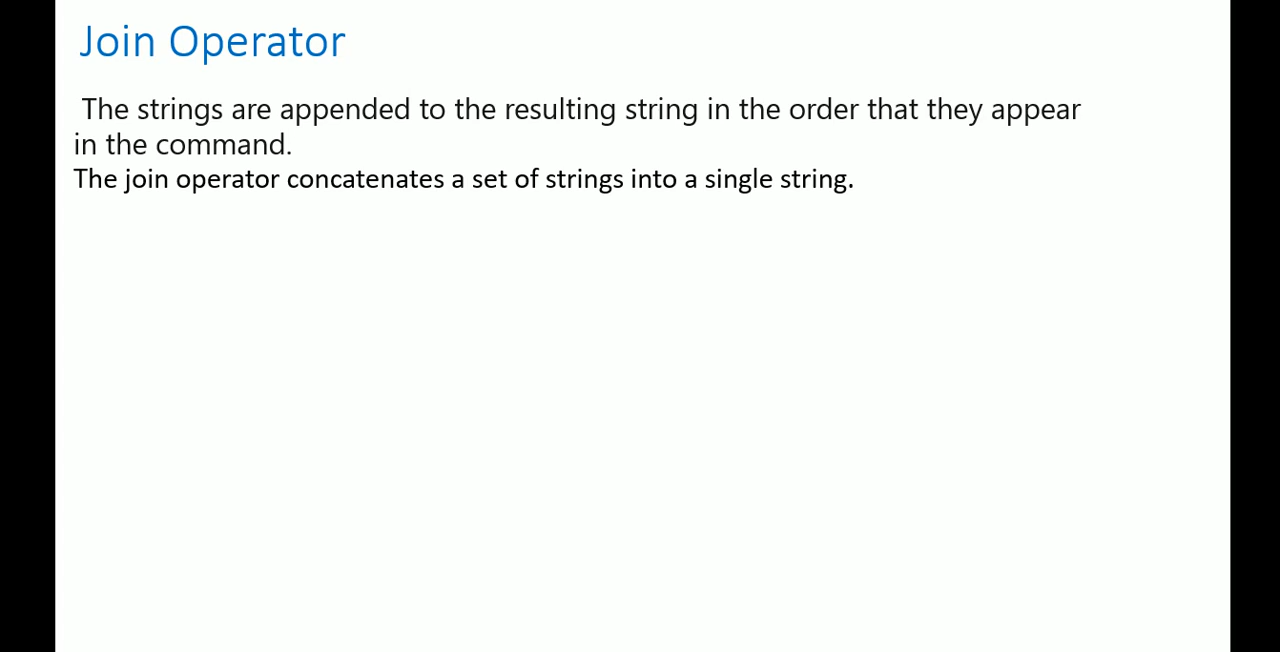 Join Operator
The strings are appended to the resulting string in the order that they appear
in the command.
The join operator concatenates a set of strings into a single string.